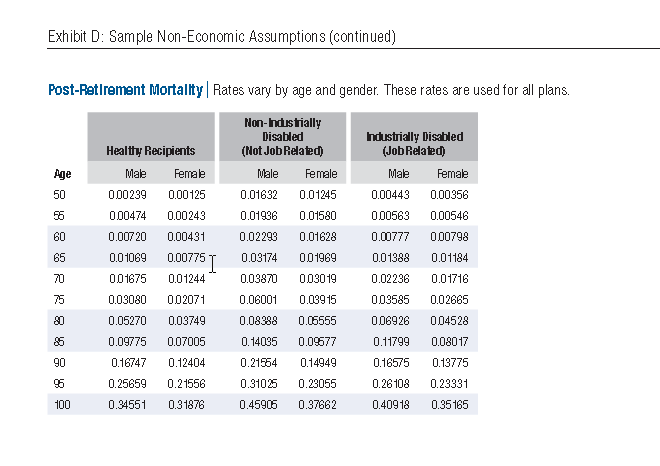 Exhibit D: Sample Non-Economic Assumptions (continued)
Post-Retirement Mortality | Rates vary by age and gender. These rates are used for all plans.
Healthy Recipients
Non-Industrially
Disabled
(Not Job Related)
Industrially Disabled
(Job Related)
Age Male Female Male Female Male Female
50 0.00239 0.00125 0.01632 0.01245 0.00443 0.00356
55 0.00474 0.00243 0.01936 0.01580 0.00563 0.00546
60 0.00720 0.00431 0.02293 0.01628 0.00777 0.00798
65 0.01069 0.00775 0.03174 0.01969 0.01388 0.01184
70 0.01675 0.01244 0.03870 0.03019 0.02236 0.01716
75 0.03080 0.02071 0.06001 0.03915 0.03585 0.02665
80 0.05270 0.03749 0.08388 0.05555 0.06926 0.04528
85 0.09775 0.07005 0.14035 0.09577 0.11799 0.08017
90 0.16747 0.12404 0.21554 0.14949 0.16575 0.13775
95 0.25659 0.21556 0.31025 0.23055 0.26108 0.23331
100 0.34551 0.31876 0.45905 0.37662 0.40918 0.35165